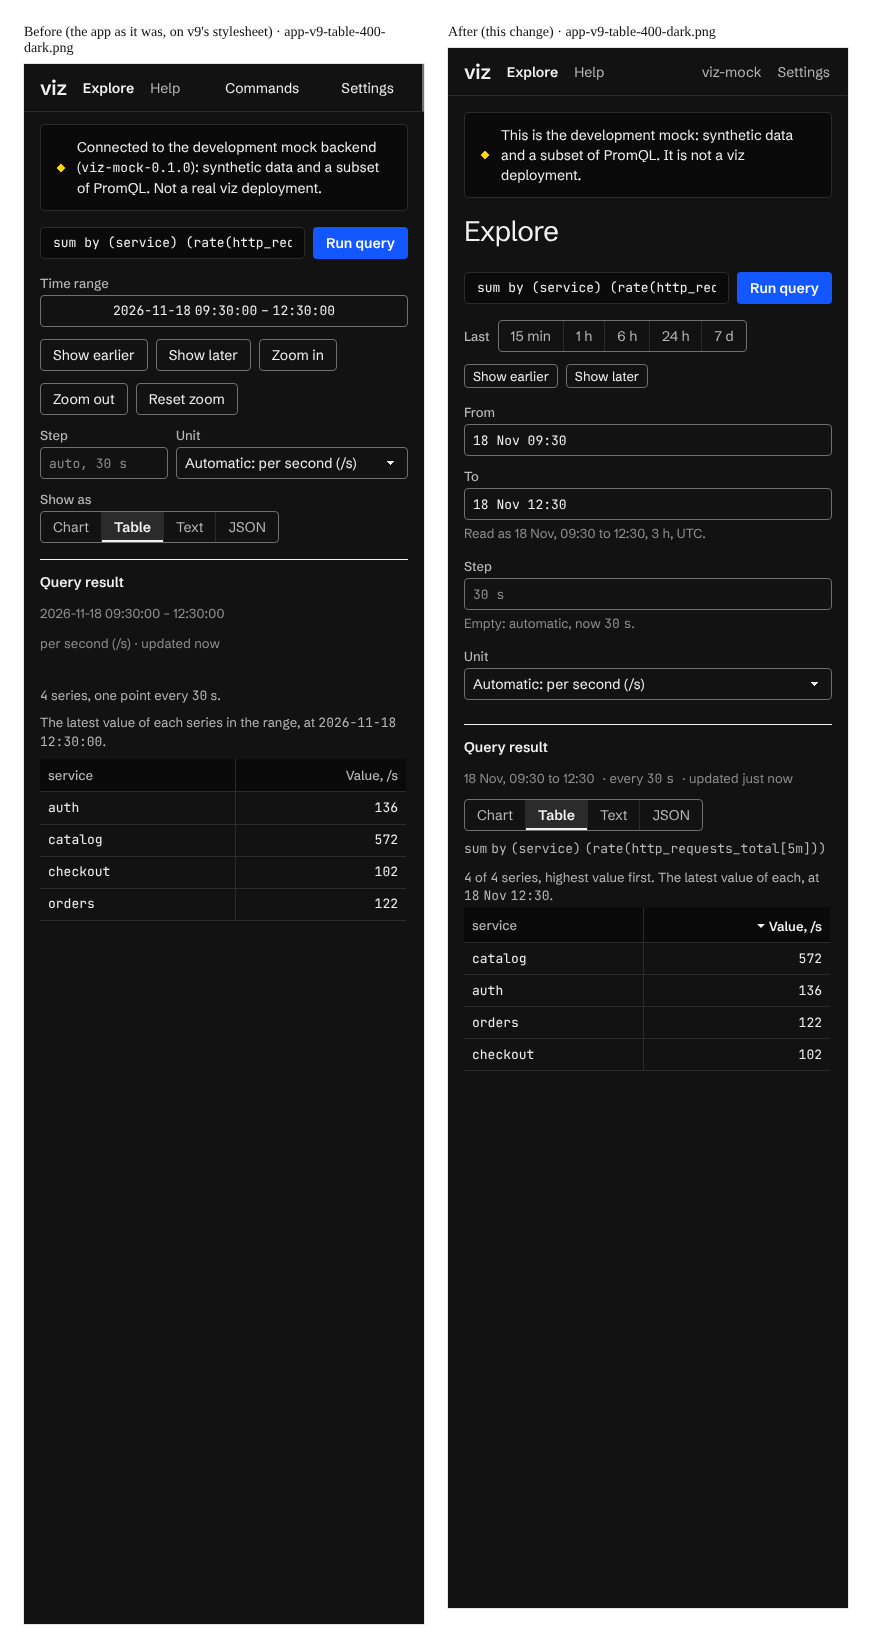 Before (the app as it was, on v9's stylesheet) · app-v9-table-400-
dark.png
viz Explore Help Commands Settings
Connected to the development mock backend
(viz-mock-0.1.0): synthetic data and a subset
of PromQL. Not a real viz deployment.
sum by (service) (rate(http_rec
Run query
Time range
2026-11-18 09:30:00 – 12:30:00
Show earlier Show later Zoom in
Zoom out Reset zoom
Step Unit
auto, 30 s Automatic: per second (/s)
Show as
Chart Table Text JSON
Query result
2026-11-18 09:30:00 – 12:30:00
per second (/s) · updated now
4 series, one point every 30 s.
The latest value of each series in the range, at 2026-11-18
12:30:00.
service Value, /s
auth 136
catalog 572
checkout 102
orders 122
After (this change) · app-v9-table-400-dark.png
viz Explore Help viz-mock Settings
This is the development mock: synthetic data
and a subset of PromQL. It is not a viz
deployment.
Explore
sum by (service) (rate(http_rec
Run query
Last 15 min 1 h 6 h 24 h 7 d
Show earlier Show later
From
18 Nov 09:30
To
18 Nov 12:30
Read as 18 Nov, 09:30 to 12:30, 3 h, UTC.
Step
30 s
Empty: automatic, now 30 s.
Unit
Automatic: per second (/s)
Query result
18 Nov, 09:30 to 12:30 · every 30 s · updated just now
Chart Table Text JSON
sum by (service) (rate(http_requests_total[5m]))
4 of 4 series, highest value first. The latest value of each, at
18 Nov 12:30.
service Value, /s
catalog 572
auth 136
orders 122
checkout 102